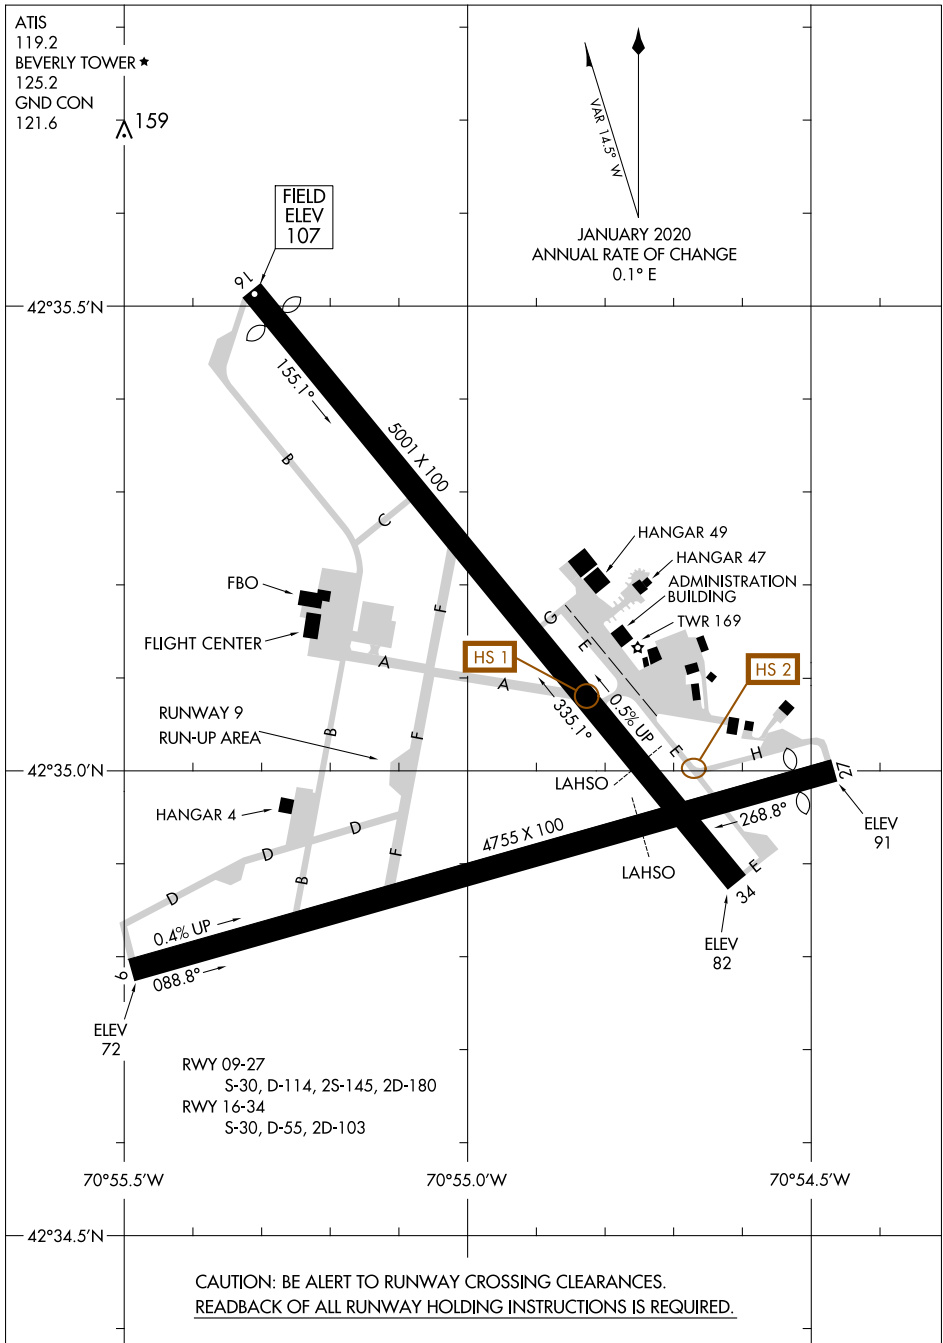 ATIS
119.2
BEVERLY TOWER ★
125.2
GND CON
121.6
159
VAR 14.5° W
JANUARY 2020
ANNUAL RATE OF CHANGE
0.1° E
FIELD
ELEV
107
16
42°35.5'N
155.1°
5001 X 100
B
C
HANGAR 49
HANGAR 47
ADMINISTRATION
BUILDING
TWR 169
FBO
FLIGHT CENTER
F
G
E
HS 1
HS 2
A
A
335.1°
0.5% UP
RUNWAY 9
RUN-UP AREA
B
F
E
H
42°35.0'N
27
LAHSO
HANGAR 4
4755 X 100
268.8°
ELEV
91
D
D
D
F
B
LAHSO
E
34
0.4% UP
088.8°
9
ELEV
82
ELEV
72
RWY 09-27
S-30, D-114, 2S-145, 2D-180
RWY 16-34
S-30, D-55, 2D-103
70°55.5'W
70°55.0'W
70°54.5'W
42°34.5'N
CAUTION: BE ALERT TO RUNWAY CROSSING CLEARANCES.
READBACK OF ALL RUNWAY HOLDING INSTRUCTIONS IS REQUIRED.